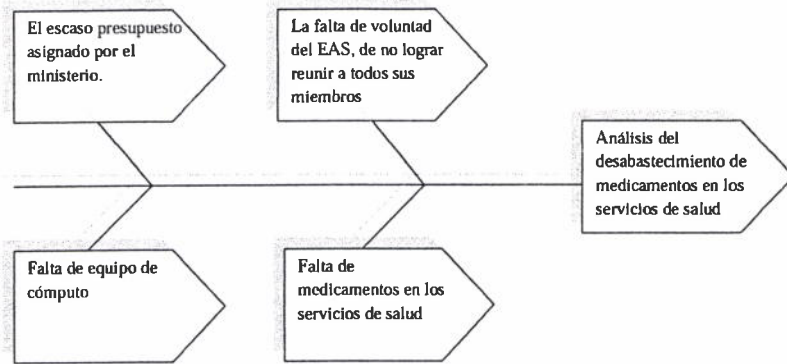 El escaso presupuesto
asignado por el
ministerio.
La falta de voluntad
del EAS, de no lograr
reunir a todos sus
miembros
Análisis del
desabastecimiento de
medicamentos en los
servicios de salud
Falta de equipo de
cómputo
Falta de
medicamentos en los
servicios de salud